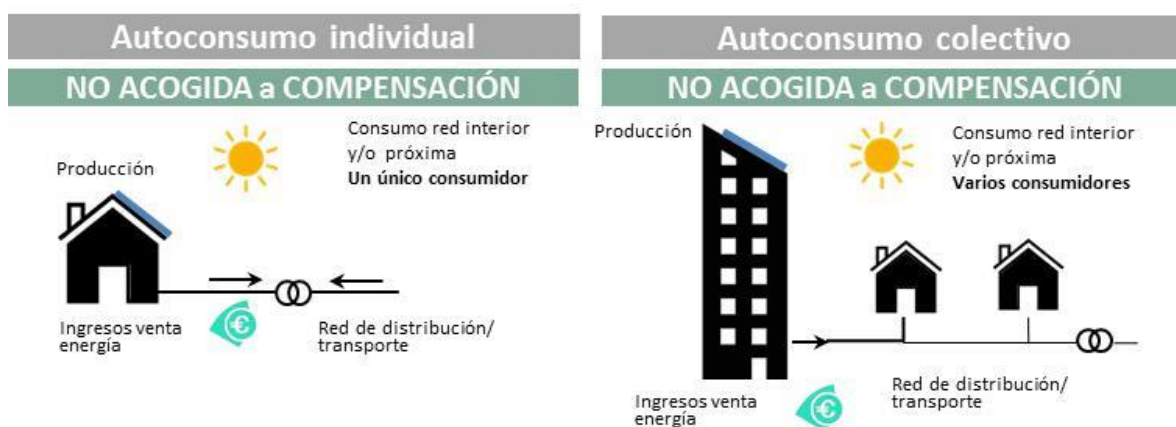 Autoconsumo individual
NO ACOGIDA a COMPENSACIÓN
Consumo red interior
y/o próxima
Un único consumidor
Producción
Ingresos venta
energía
Red de distribución/
transporte
Autoconsumo colectivo
NO ACOGIDA a COMPENSACIÓN
Producción
Consumo red interior
y/o próxima
Varios consumidores
Red de distribución/
transporte
Ingresos venta
energía